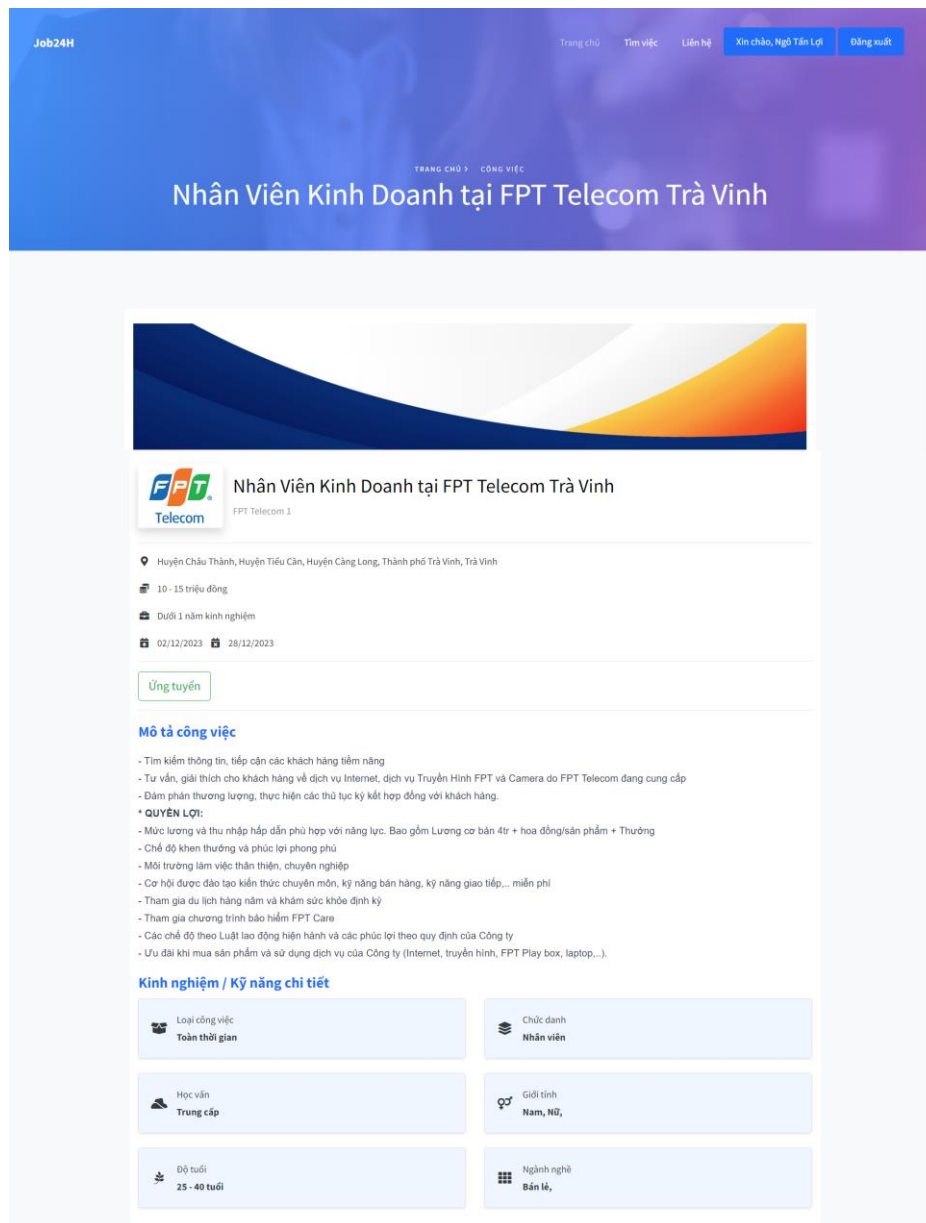 Job24H
Trang chủ Tìm việc Liên hệ Xin chào, Ngô Tấn Lợi Đăng xuất
TRANG CHỦ > CÔNG VIỆC
Nhân Viên Kinh Doanh tại FPT Telecom Trà Vinh
FPT
Telecom
Nhân Viên Kinh Doanh tại FPT Telecom Trà Vinh
FPT Telecom 1
Huyện Châu Thành, Huyện Tiểu Cần, Huyện Càng Long, Thành phố Trà Vinh, Trà Vinh
10 - 15 triệu đồng
Dưới 1 năm kinh nghiệm
02/12/2023 28/12/2023
Ứng tuyển
Mô tả công việc
- Tìm kiếm thông tin, tiếp cận các khách hàng tiềm năng
- Tư vấn, giải thích cho khách hàng về dịch vụ Internet, dịch vụ Truyền Hình FPT và Camera do FPT Telecom đang cung cấp
- Đàm phán thương lượng, thực hiện các thủ tục ký kết hợp đồng với khách hàng.
* QUYỀN LỢI:
- Mức lương và thu nhập hấp dẫn phù hợp với năng lực. Bao gồm Lương cơ bản 4tr + hoa đồng/sản phẩm + Thưởng
- Chế độ khen thưởng và phúc lợi phong phú
- Môi trường làm việc thân thiện, chuyên nghiệp
- Cơ hội được đào tạo kiến thức chuyên môn, kỹ năng bán hàng, kỹ năng giao tiếp,... miễn phí
- Tham gia du lịch hàng năm và khám sức khỏe định kỳ
- Tham gia chương trình bảo hiểm FPT Care
- Các chế độ theo Luật lao động hiện hành và các phúc lợi theo quy định của Công ty
- Ưu đãi khi mua sản phẩm và sử dụng dịch vụ của Công ty (Internet, truyền hình, FPT Play box, laptop,..).
Kinh nghiệm / Kỹ năng chi tiết
Loại công việc
Toàn thời gian
Chức danh
Nhân viên
Học vấn
Trung cấp
Giới tính
Nam, Nữ,
Độ tuổi
25 - 40 tuổi
Ngành nghề
Bán lẻ,